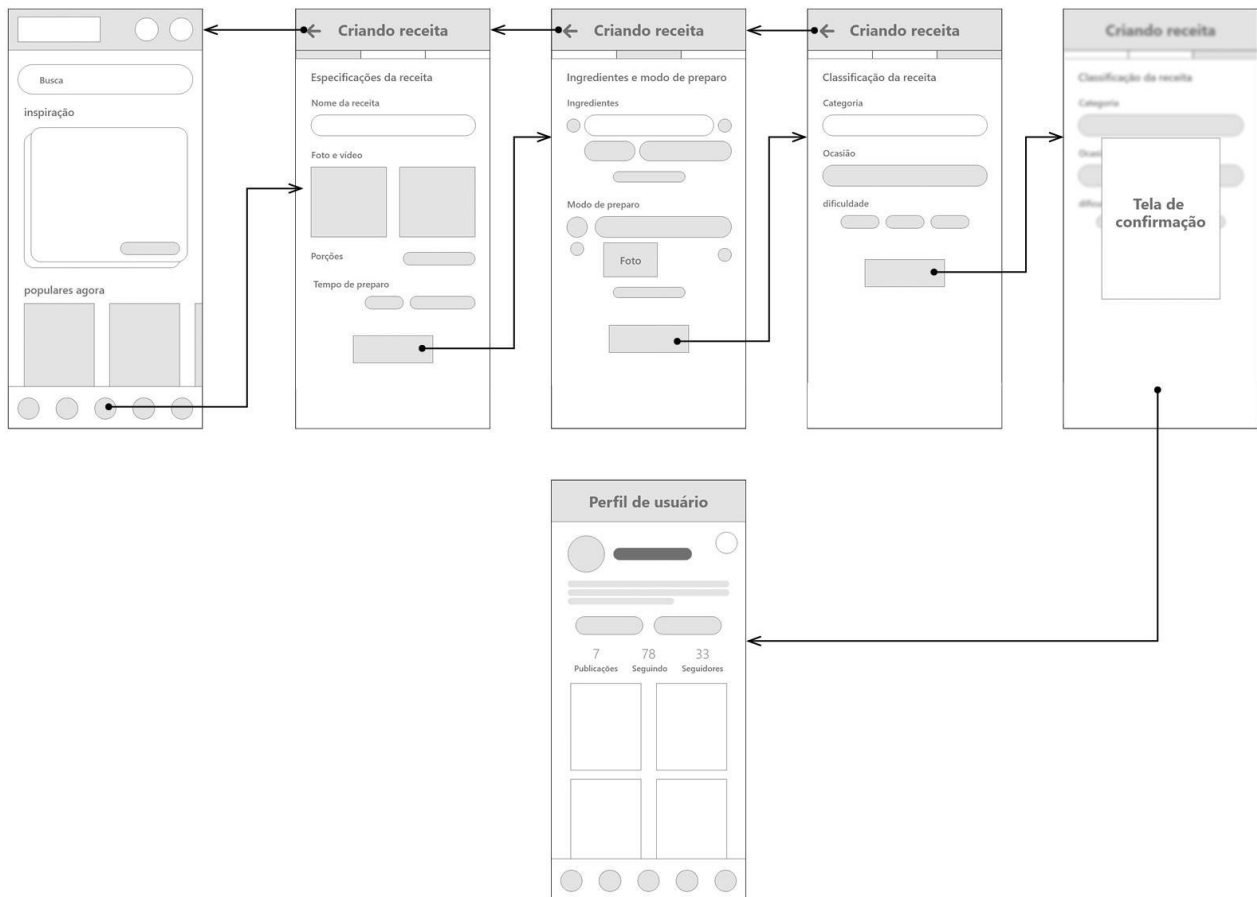 Busca
inspiração
populares agora
Criando receita
Especificações da receita
Nome da receita
Foto e vídeo
Porções
Tempo de preparo
Criando receita
Ingredientes e modo de preparo
Ingredientes
Modo de preparo
Foto
Criando receita
Classificação da receita
Categoria
Ocasião
dificuldade
Criando receita
Classificação da receita
Categoria
Tela de
confirmação
Perfil de usuário
7 78 33
Publicações Seguindo Seguidores